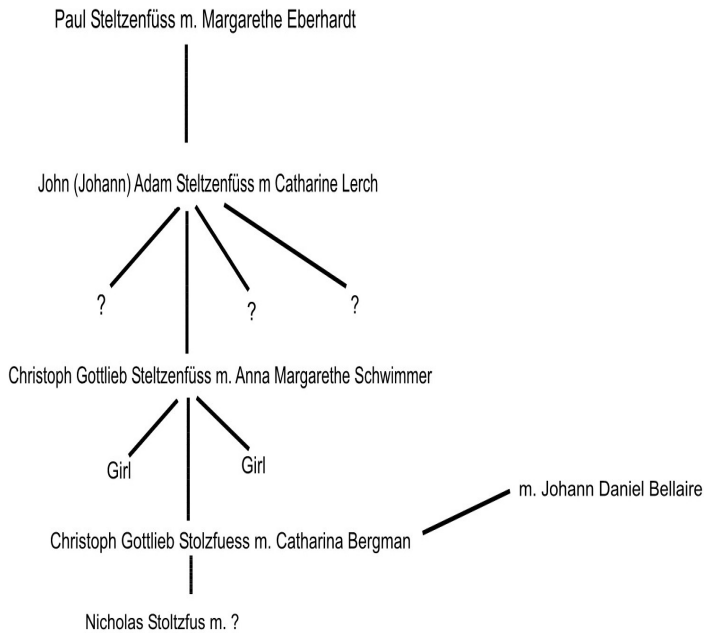 Paul Steltzenfüss m. Margarethe Eberhardt
John (Johann) Adam Steltzenfüss m Catharine Lerch
?
?
?
Christoph Gottlieb Steltzenfüss m. Anna Margarethe Schwimmer
Girl
Girl
m. Johann Daniel Bellaire
Christoph Gottlieb Stolzfuess m. Catharina Bergman
Nicholas Stoltzfus m. ?